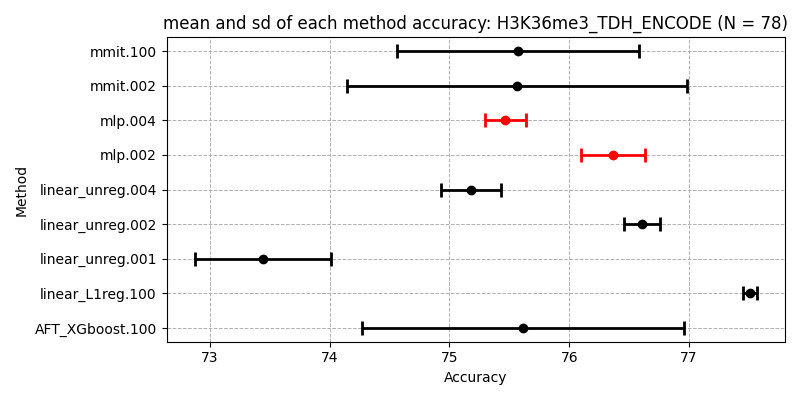 mean and sd of each method accuracy: H3K36me3_TDH_ENCODE (N = 78)
mmit.100
mmit.002
mlp.004
mlp.002
linear_unreg.004
linear_unreg.002
linear_unreg.001
linear_L1reg.100
AFT_XGboost.100
Method
73 74 75 76 77
Accuracy